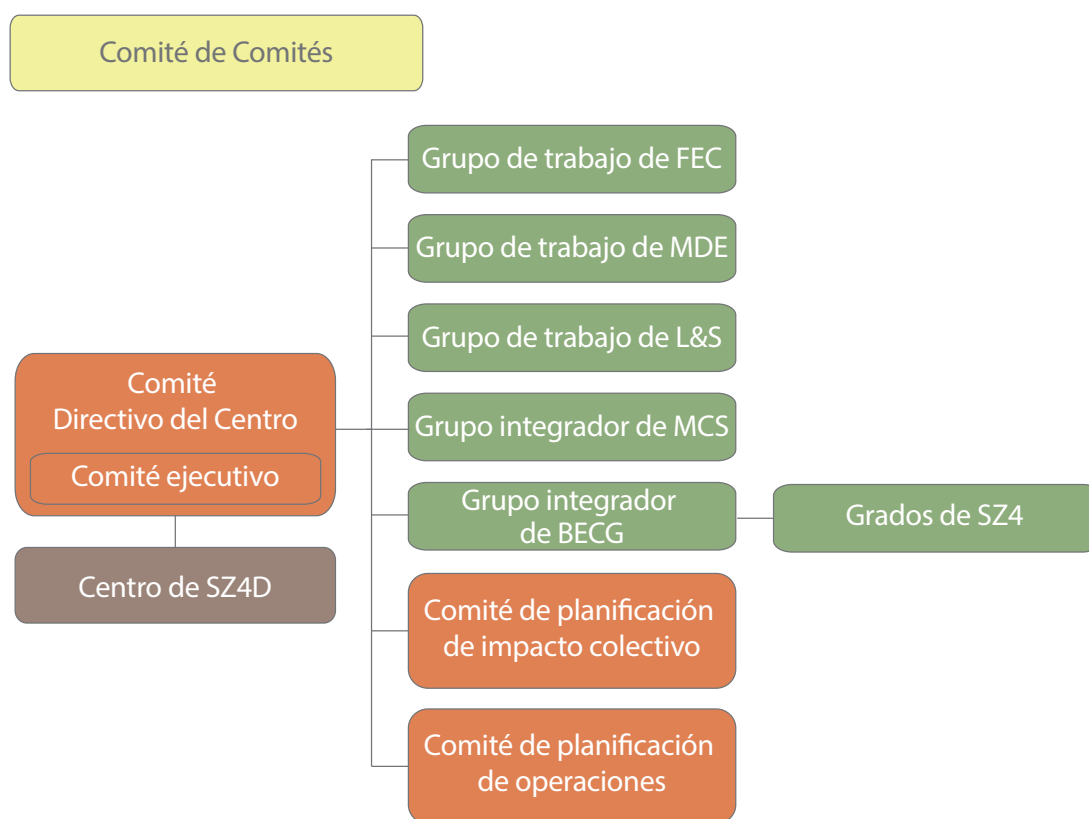 Comité de Comités
Grupo de trabajo de FEC
Grupo de trabajo de MDE
Grupo de trabajo de L&S
Comité
Directivo del Centro
Comité ejecutivo
Grupo integrador de MCS
Grupo integrador
de BECG
Grados de SZ4
Centro de SZ4D
Comité de planificación
de impacto colectivo
Comité de planificación
de operaciones